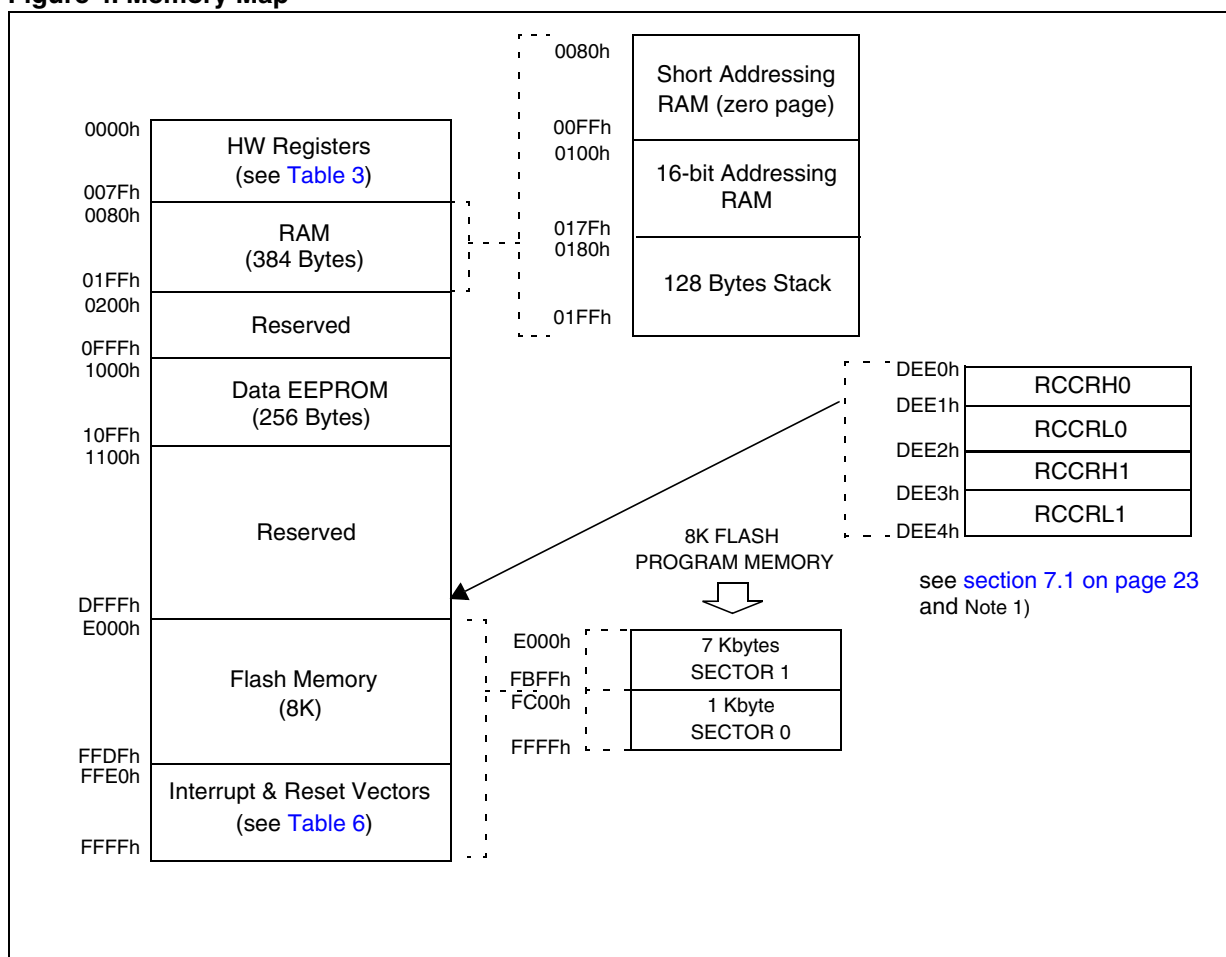 Figure 4. Memory Map
0000h
HW Registers
(see Table 3)
007Fh
0080h
RAM
(384 Bytes)
01FFh
0200h
Reserved
0FFFh
1000h
Data EEPROM
(256 Bytes)
10FFh
1100h
Reserved
DFFFh
E000h
Flash Memory
(8K)
FFDFh
FFE0h
Interrupt & Reset Vectors
(see Table 6)
FFFFh
0080h
Short Addressing
RAM (zero page)
00FFh
0100h
16-bit Addressing
RAM
017Fh
0180h
128 Bytes Stack
01FFh
DEE0h
RCCRH0
DEE1h
RCCRL0
DEE2h
RCCRH1
DEE3h
RCCRL1
DEE4h
see section 7.1 on page 23
and Note 1)
8K FLASH
PROGRAM MEMORY
E000h
7 Kbytes
SECTOR 1
FBFFh
FC00h
1 Kbyte
SECTOR 0
FFFFh